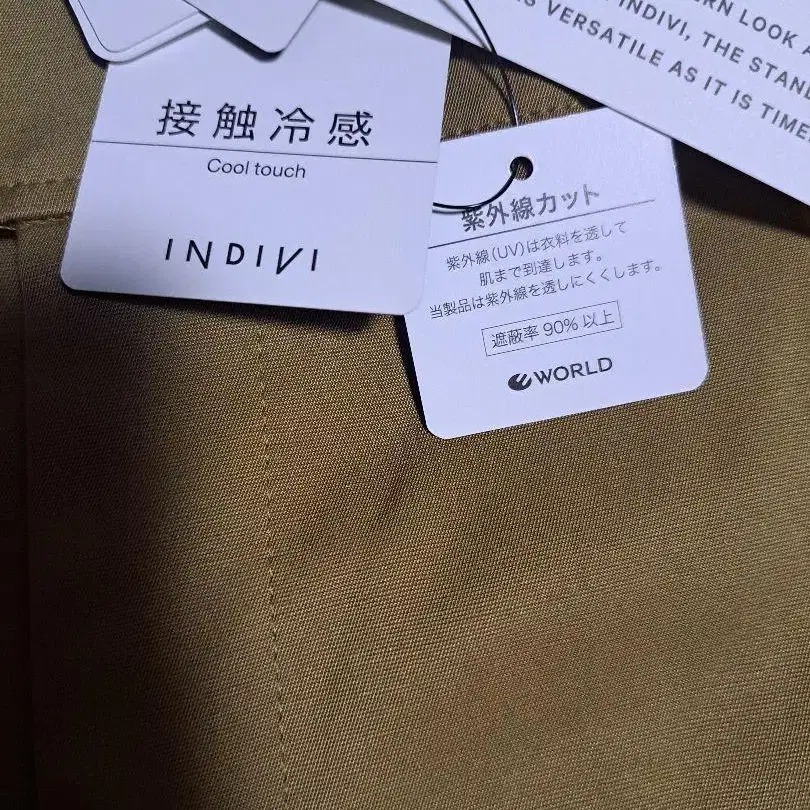 接触冷感
Cool touch
INDIVI
紫外線カット
紫外線(UV)は衣料を透して
肌まで到達します。
当製品は紫外線を透しにくくします。
遮蔽率 90% 以上
WORLD
LOOK
INDIVI, THE
VERSATILE AS IT IS